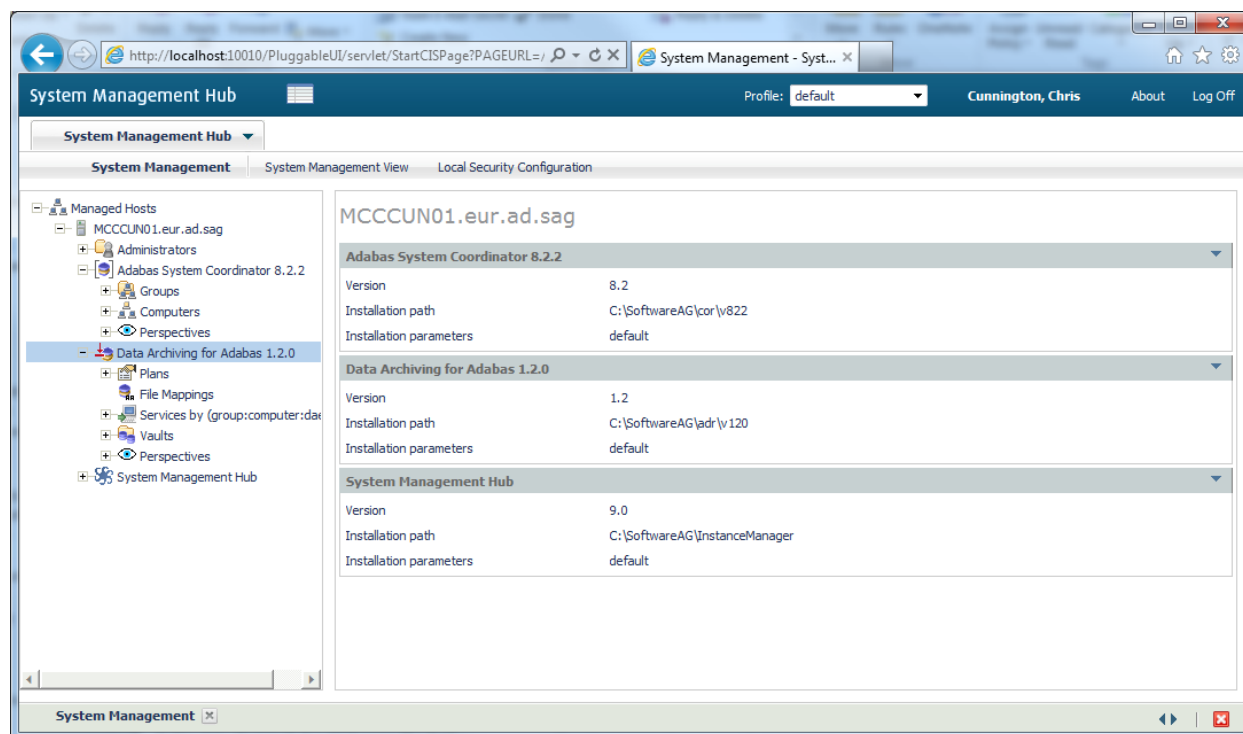 http://localhost:10010/PluggableUI/servlet/StartCISPage?PAGEURL=/
System Management - Syst...
System Management Hub
Profile: default
Cunnington, Chris
About
Log Off
System Management Hub
System Management
System Management View
Local Security Configuration
Managed Hosts
MCCCUN01.eur.ad.sag
Administrators
Adabas System Coordinator 8.2.2
Groups
Computers
Perspectives
Data Archiving for Adabas 1.2.0
Plans
File Mappings
Services by (group:computer:dae
Vaults
Perspectives
System Management Hub
MCCCUN01.eur.ad.sag
Adabas System Coordinator 8.2.2
Version 8.2
Installation path C:\SoftwareAG\cor\v822
Installation parameters default
Data Archiving for Adabas 1.2.0
Version 1.2
Installation path C:\SoftwareAG\adr\v120
Installation parameters default
System Management Hub
Version 9.0
Installation path C:\SoftwareAG\InstanceManager
Installation parameters default
System Management